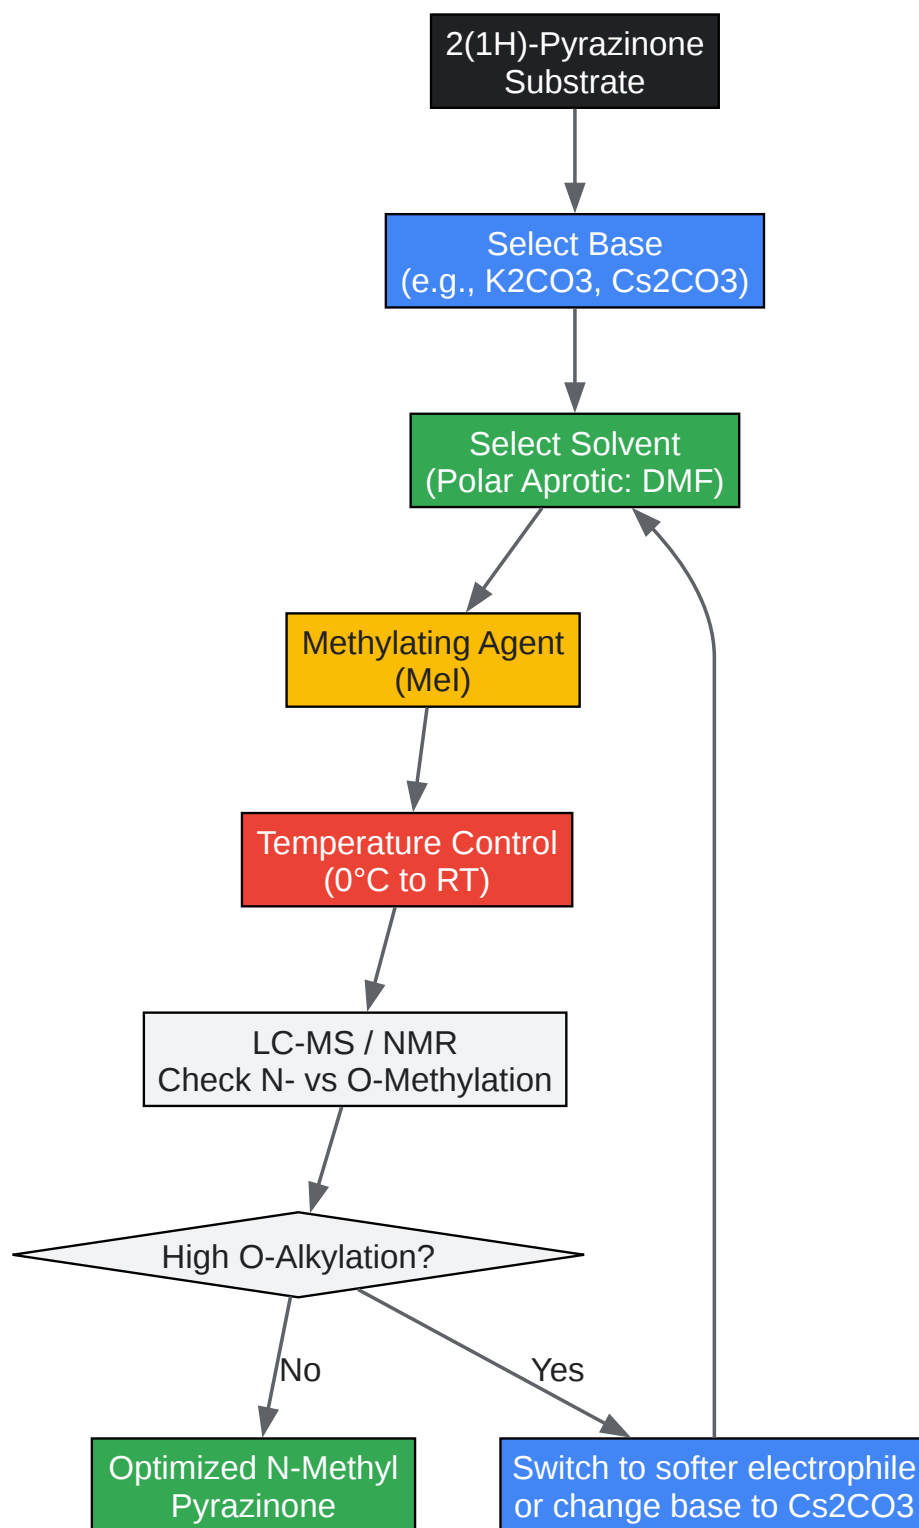 2(1H)-Pyrazinone
Substrate
Select Base
(e.g., K2CO3, Cs2CO3)
Select Solvent
(Polar Aprotic: DMF)
Methylating Agent
(MeI)
Temperature Control
(0°C to RT)
LC-MS / NMR
Check N- vs O-Methylation
High O-Alkylation?
No
Yes
Optimized N-Methyl
Pyrazinone
Switch to softer electrophile
or change base to Cs2CO3